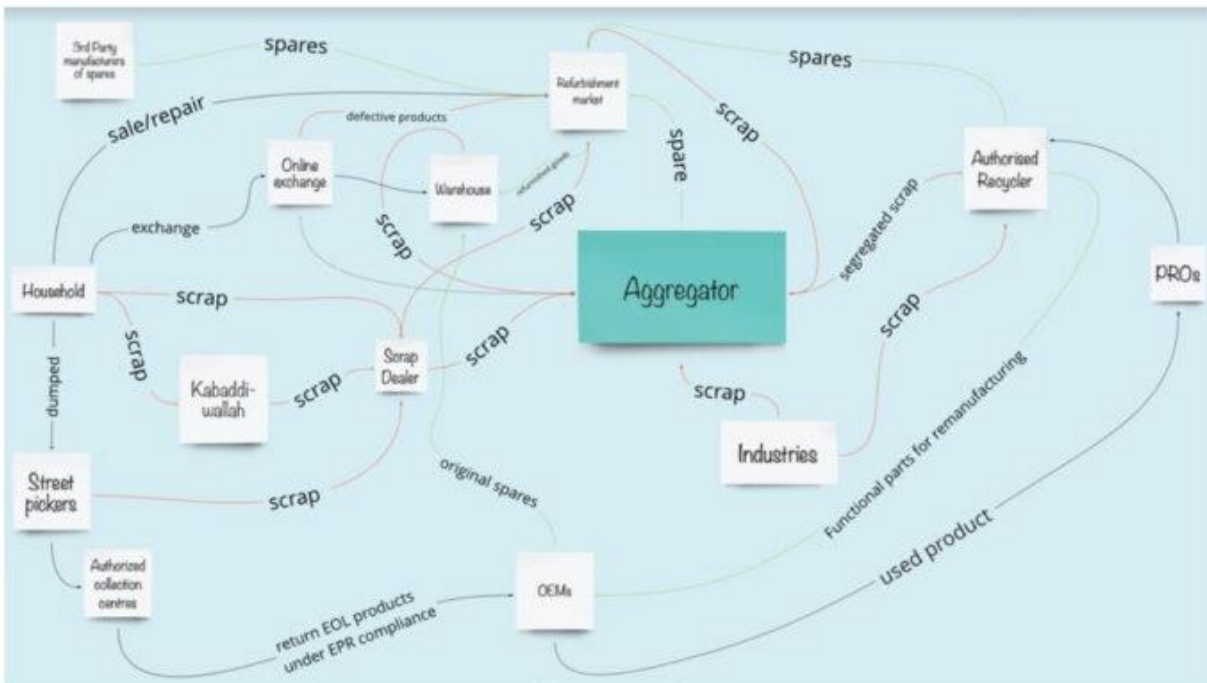 3rd Party
manufacturers
of spares
spares
Refurbishment
market
spares
sale/repair
defective products
scrap
Online
exchange
Warehouse
refurbished goods
spare
Authorised
Recycler
exchange
scrap
scrap
segregated scrap
Household
scrap
Aggregator
PROs
scrap
dumped
Kabaddi-
wallah
scrap
Scrap
Dealer
scrap
scrap
scrap
Industries
Street
pickers
scrap
original spares
Functional parts for remanufacturing
Authorized
collection
centres
OEMs
used product
return EOL products
under EPR compliance